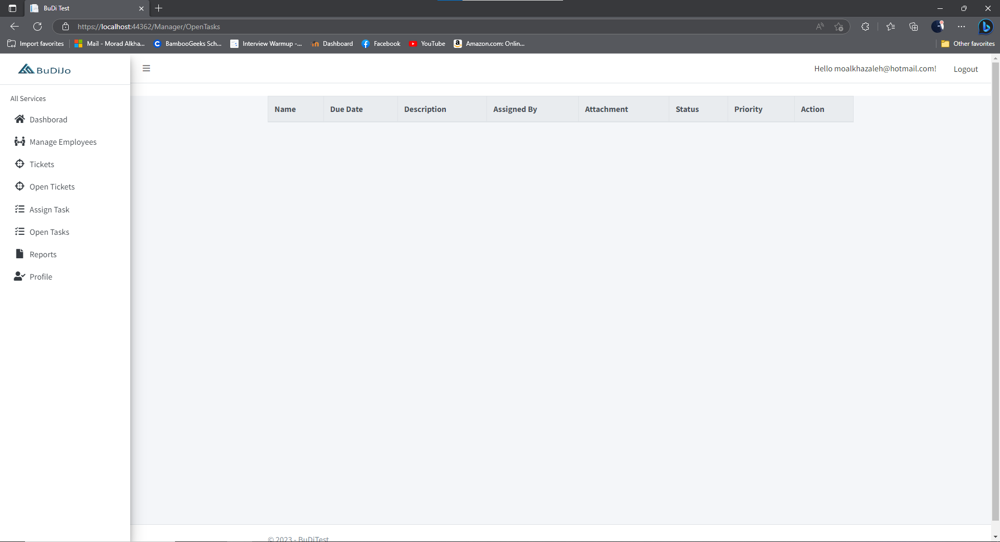 BuDi Test
https://localhost:44362/Manager/OpenTasks
Import favorites
Mail - Morad Alkha...
BambooGeeks Sch...
Interview Warmup -...
Dashboard
Facebook
YouTube
Amazon.com: Onlin...
Other favorites
BuDiJo
Hello moalkhazaleh@hotmail.com!
Logout
All Services
Dashborad
Manage Employees
Tickets
Open Tickets
Assign Task
Open Tasks
Reports
Profile
Name Due Date Description Assigned By Attachment Status Priority Action
© 2023 - BuDiTest